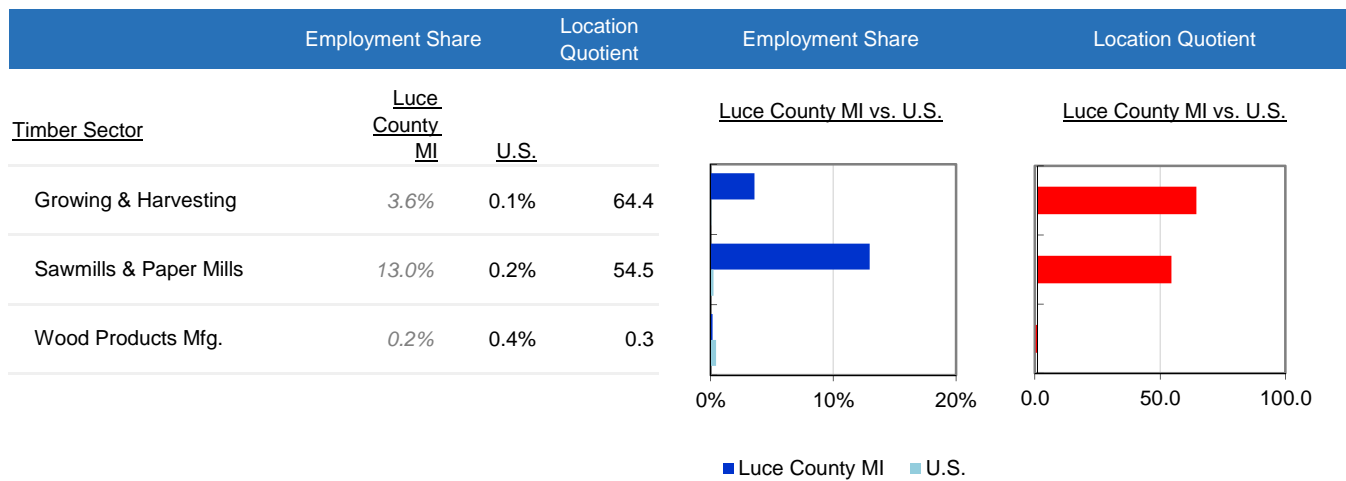 Employment Share
Location
Quotient
Employment Share
Location Quotient
Timber Sector
Luce
County
MI
U.S.
Luce County MI vs. U.S.
Luce County MI vs. U.S.
Growing & Harvesting 3.6% 0.1% 64.4
Sawmills & Paper Mills 13.0% 0.2% 54.5
Wood Products Mfg. 0.2% 0.4% 0.3
0% 10% 20%
0.0 50.0 100.0
Luce County MI U.S.